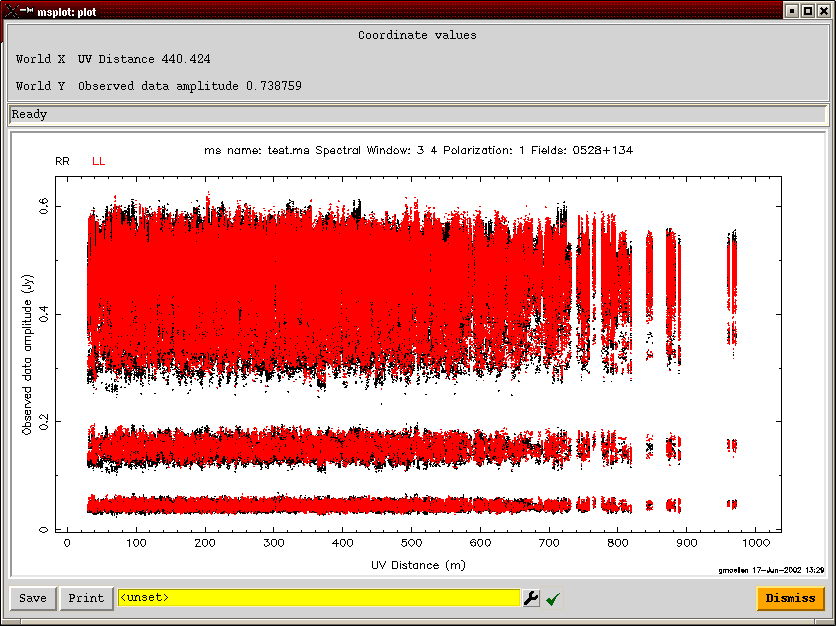 msplot: plot
Coordinate values
World X UV Distance 440.424
World Y Observed data amplitude 0.738759
Ready
ms name: test.ms Spectral Window: 3 4 Polarization: 1 Fields: 0528+134
RR LL
0.6
0.4
0.2
0
Observed data amplitude (Jy)
0 100 200 300 400 500 600 700 800 900 1000
UV Distance (m)
gmoellen 17-Jun-2002 13:29
Save Print <unset> Dismiss